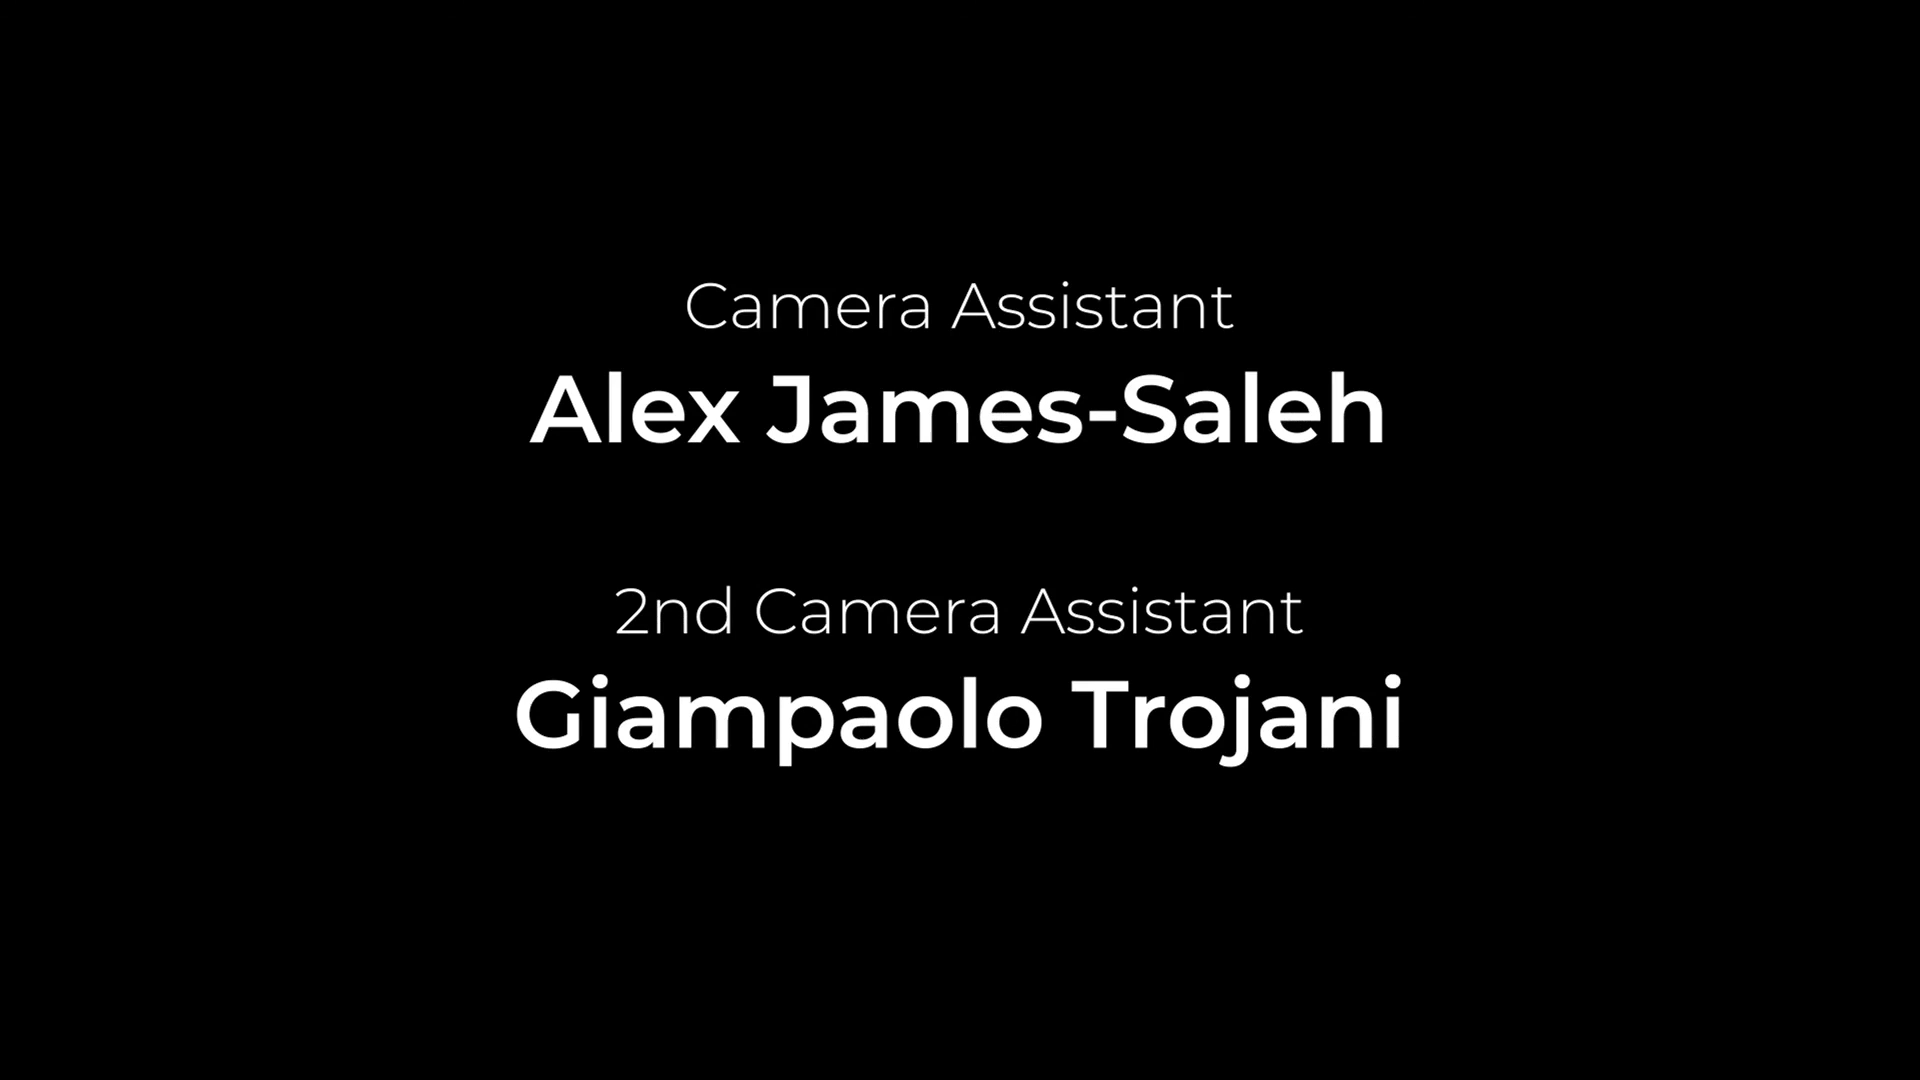 Camera Assistant
Alex James-Saleh
2nd Camera Assistant
Giampaolo Trojani